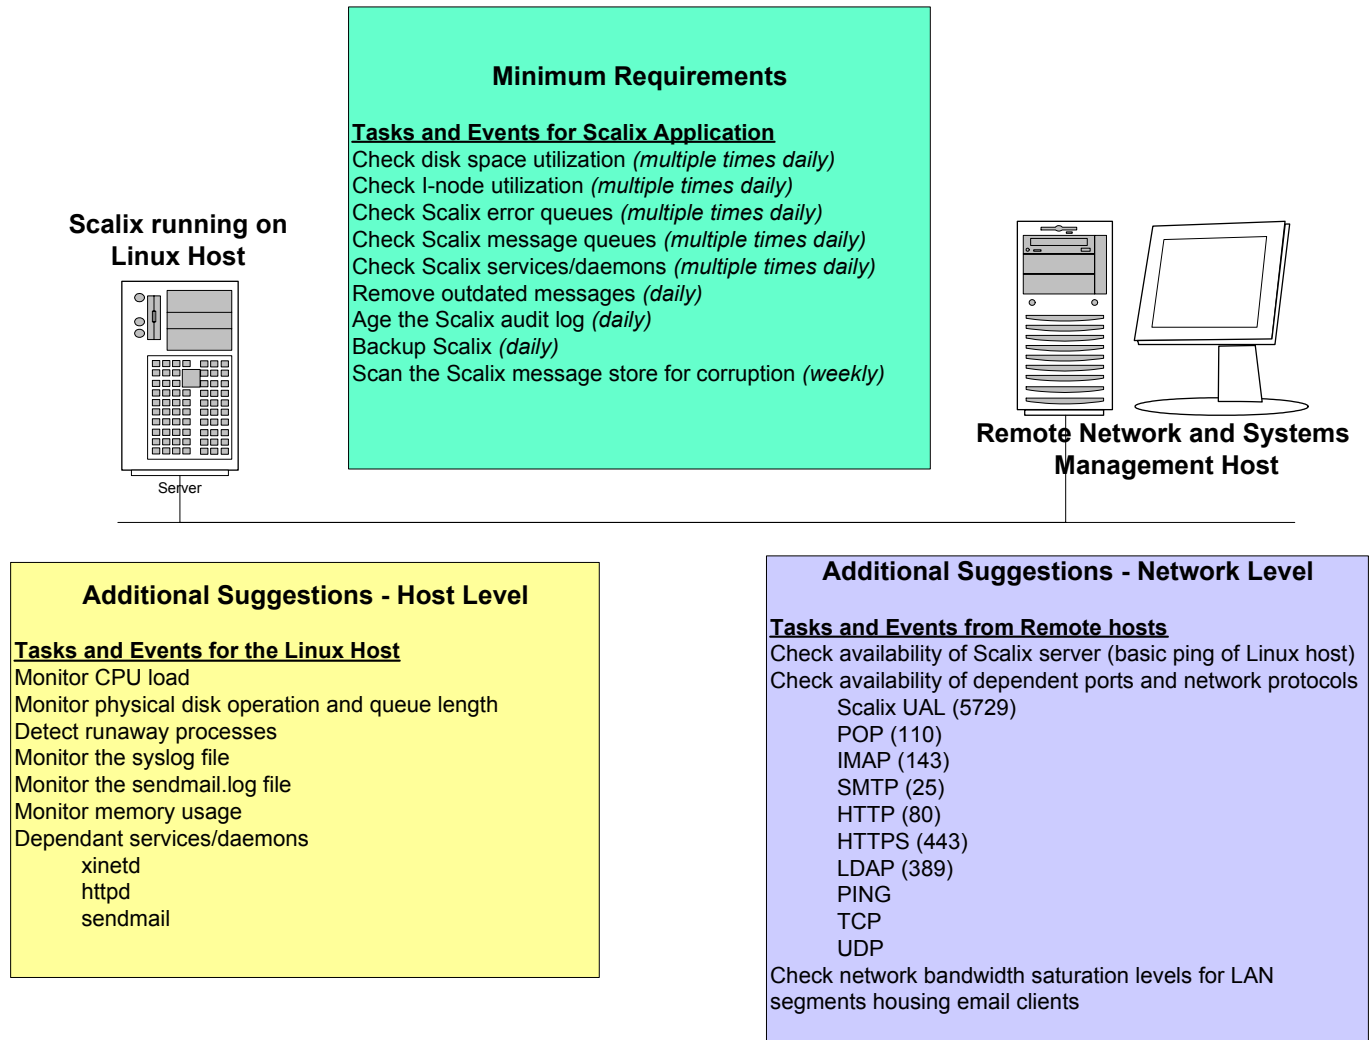 Minimum Requirements
Tasks and Events for Scalix Application
Check disk space utilization (multiple times daily)
Check I-node utilization (multiple times daily)
Check Scalix error queues (multiple times daily)
Check Scalix message queues (multiple times daily)
Check Scalix services/daemons (multiple times daily)
Remove outdated messages (daily)
Age the Scalix audit log (daily)
Backup Scalix (daily)
Scan the Scalix message store for corruption (weekly)
Scalix running on
Linux Host
Server
Remote Network and Systems
Management Host
Additional Suggestions - Host Level
Tasks and Events for the Linux Host
Monitor CPU load
Monitor physical disk operation and queue length
Detect runaway processes
Monitor the syslog file
Monitor the sendmail.log file
Monitor memory usage
Dependant services/daemons
xinetd
httpd
sendmail
Additional Suggestions - Network Level
Tasks and Events from Remote hosts
Check availability of Scalix server (basic ping of Linux host)
Check availability of dependent ports and network protocols
Scalix UAL (5729)
POP (110)
IMAP (143)
SMTP (25)
HTTP (80)
HTTPS (443)
LDAP (389)
PING
TCP
UDP
Check network bandwidth saturation levels for LAN
segments housing email clients